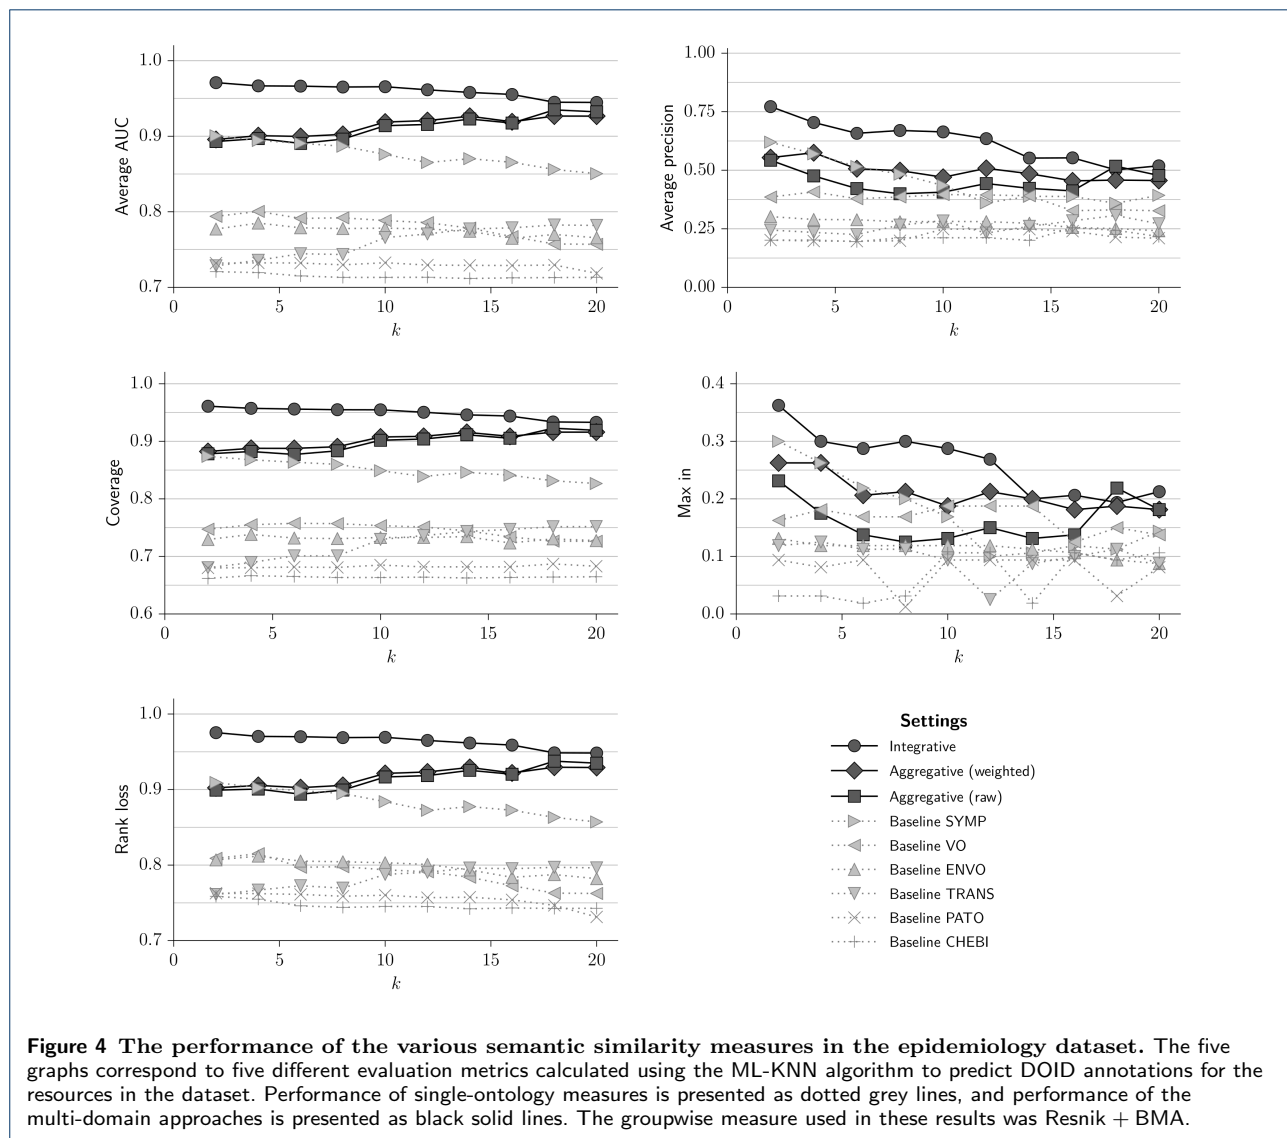 1.0
0.9
0.8
0.7
Average AUC
0 5 10 15 20
k
1.00
0.75
0.50
0.25
0.00
Average precision
0 5 10 15 20
k
1.0
0.9
0.8
0.7
0.6
Coverage
0 5 10 15 20
k
0.4
0.3
0.2
0.1
0.0
Max in
0 5 10 15 20
k
1.0
0.9
0.8
0.7
Rank loss
0 5 10 15 20
k
Settings
Integrative
Aggregative (weighted)
Aggregative (raw)
Baseline SYMP
Baseline VO
Baseline ENVO
Baseline TRANS
Baseline PATO
Baseline CHEBI
Figure 4 The performance of the various semantic similarity measures in the epidemiology dataset. The five
graphs correspond to five different evaluation metrics calculated using the ML-KNN algorithm to predict DOID annotations for the
resources in the dataset. Performance of single-ontology measures is presented as dotted grey lines, and performance of the
multi-domain approaches is presented as black solid lines. The groupwise measure used in these results was Resnik + BMA.